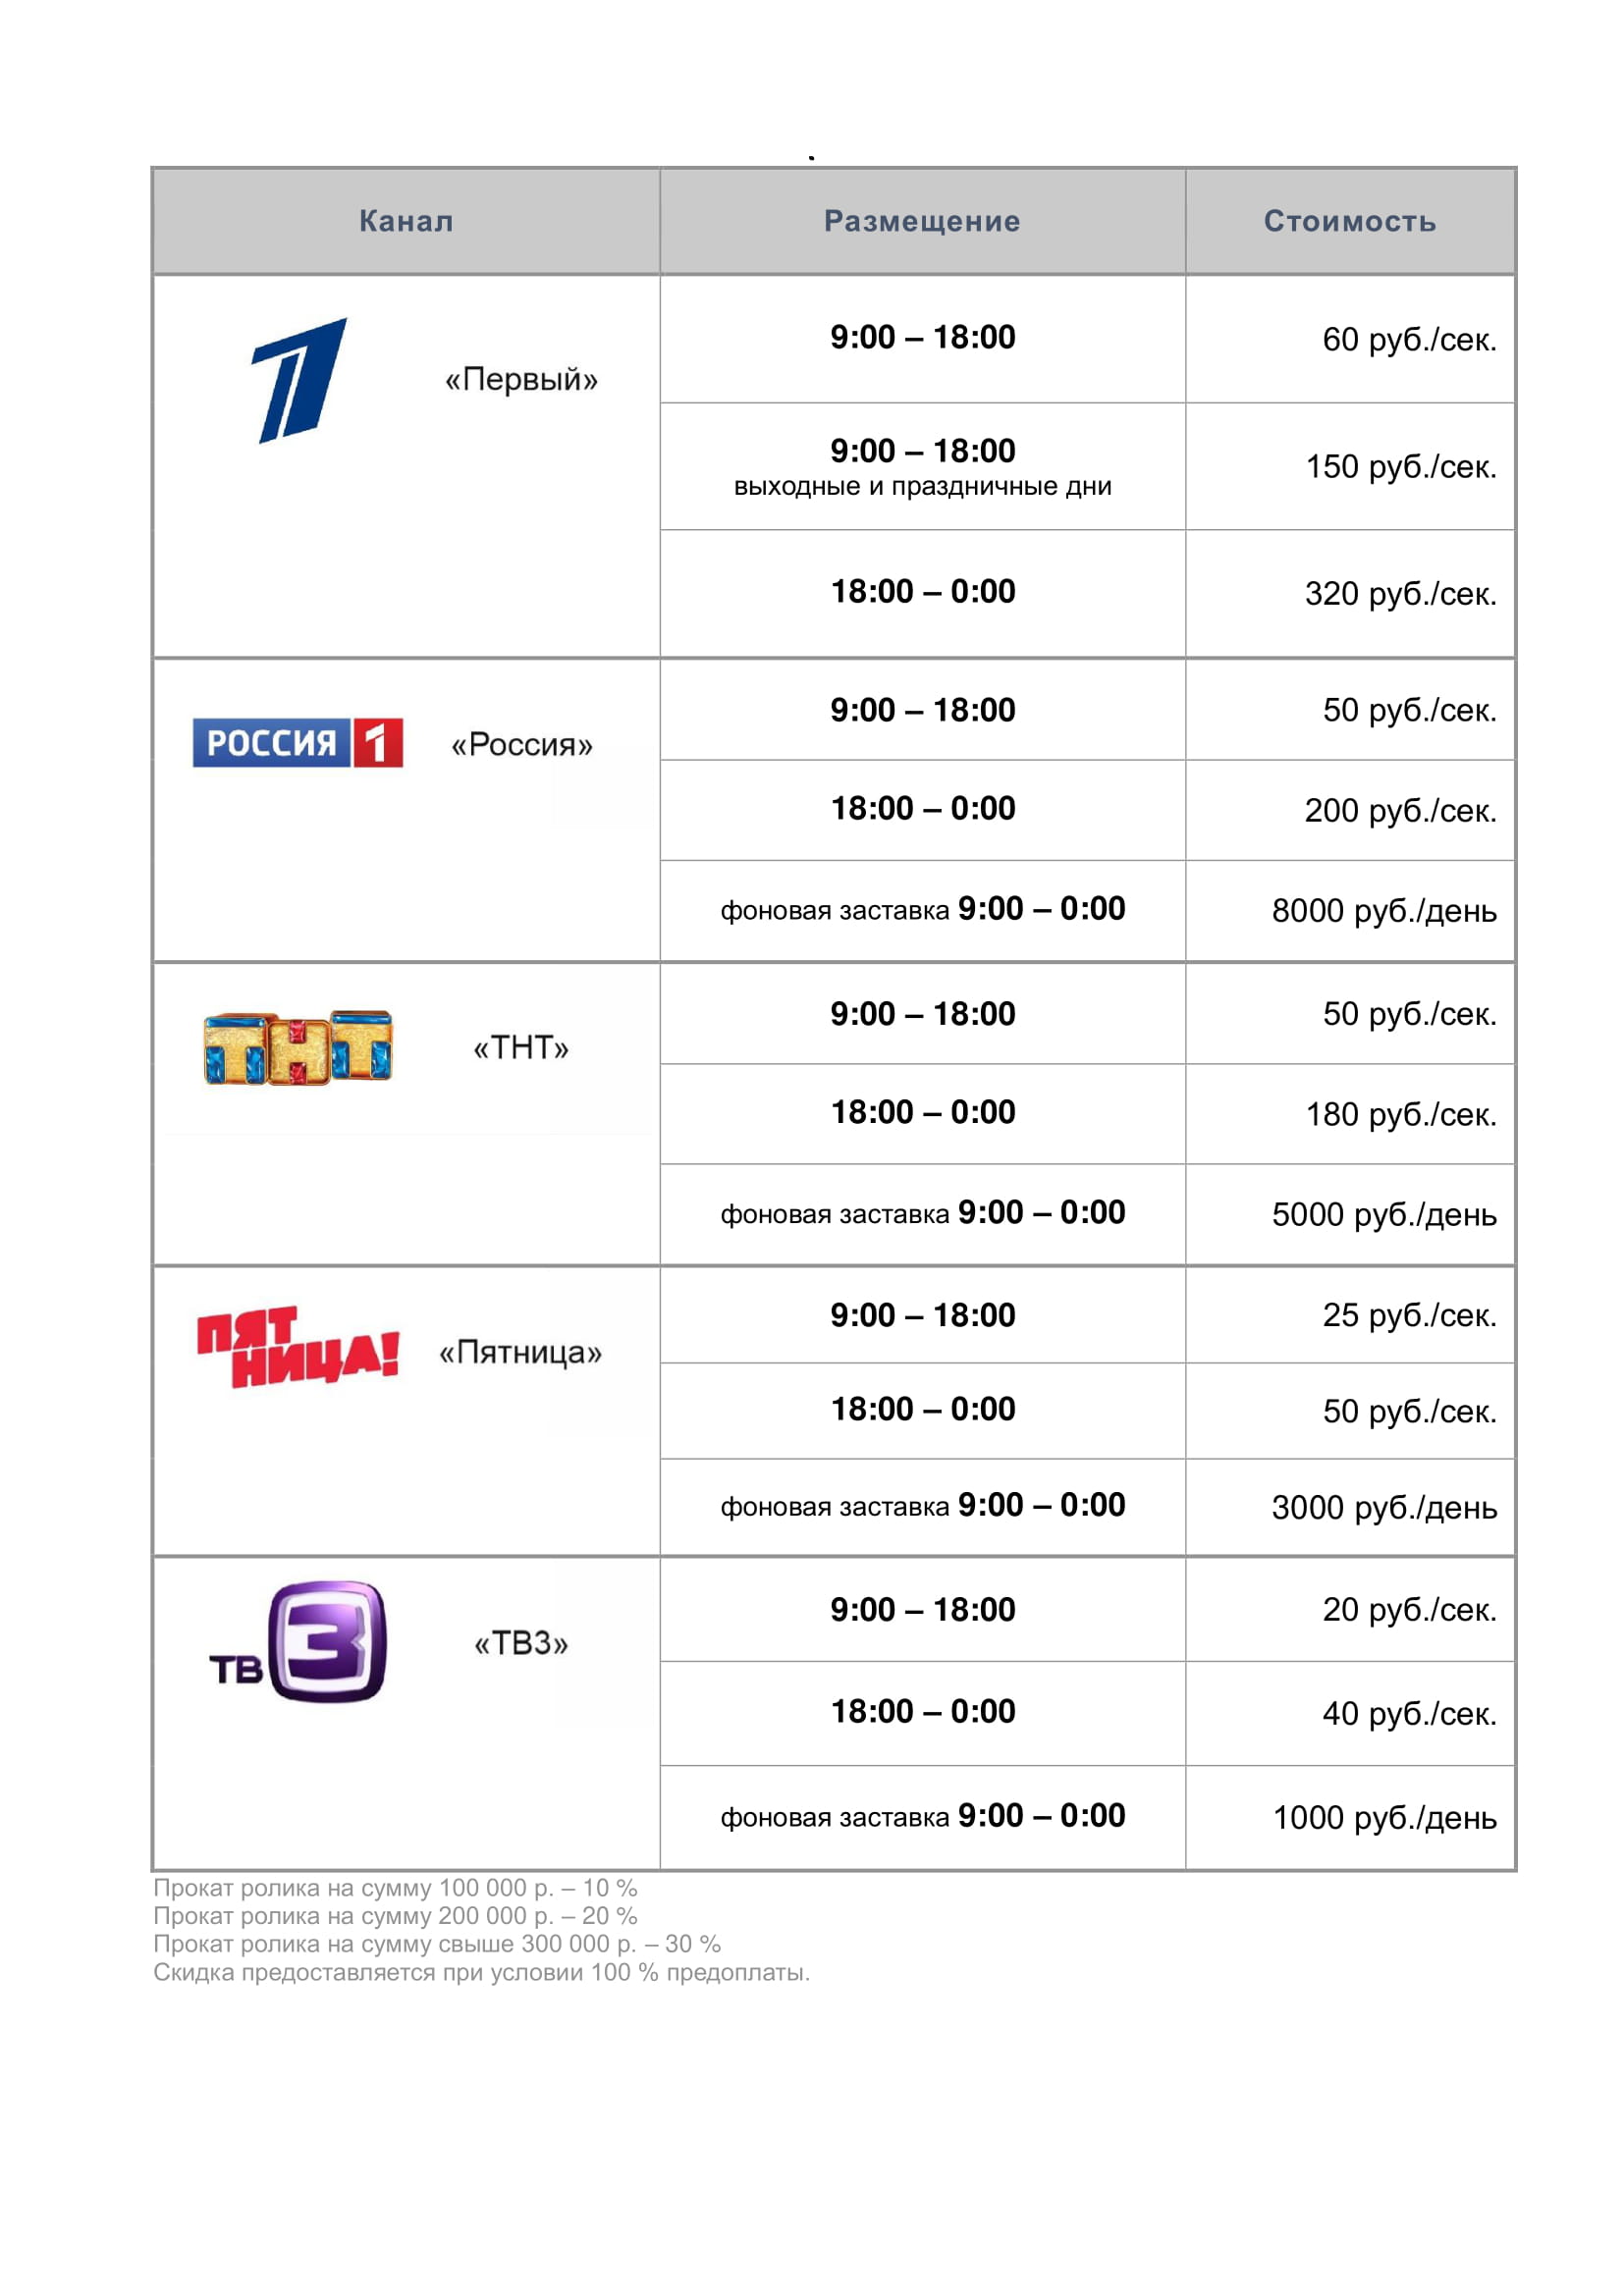 Канал Размещение Стоимость
«Первый»
9:00 – 18:00 60 руб./сек.
9:00 – 18:00
выходные и праздничные дни
150 руб./сек.
18:00 – 0:00 320 руб./сек.
РОССИЯ 1 «Россия»
9:00 – 18:00 50 руб./сек.
18:00 – 0:00 200 руб./сек.
фоновая заставка 9:00 – 0:00 8000 руб./день
ТНТ «ТНТ»
9:00 – 18:00 50 руб./сек.
18:00 – 0:00 180 руб./сек.
фоновая заставка 9:00 – 0:00 5000 руб./день
ПЯТ
НИЦА!
«Пятница»
9:00 – 18:00 25 руб./сек.
18:00 – 0:00 50 руб./сек.
фоновая заставка 9:00 – 0:00 3000 руб./день
ТВ 3 «ТВ3»
9:00 – 18:00 20 руб./сек.
18:00 – 0:00 40 руб./сек.
фоновая заставка 9:00 – 0:00 1000 руб./день
Прокат ролика на сумму 100 000 р. – 10 %
Прокат ролика на сумму 200 000 р. – 20 %
Прокат ролика на сумму свыше 300 000 р. – 30 %
Скидка предоставляется при условии 100 % предоплаты.